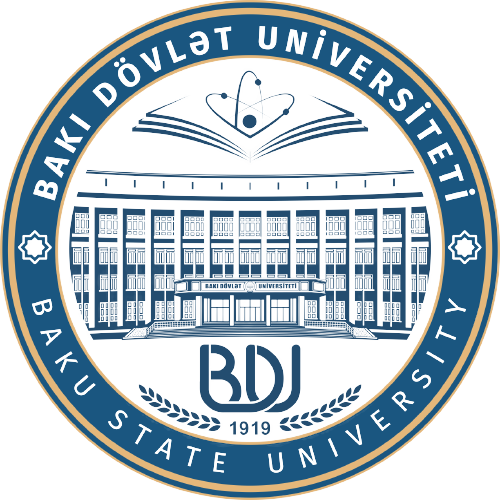 BAKI DÖVLƏT UNİVERSİTETİ
BAKI DÖVLƏT UNİVERSİTETİ
BDU
1919
BAKU STATE UNIVERSITY